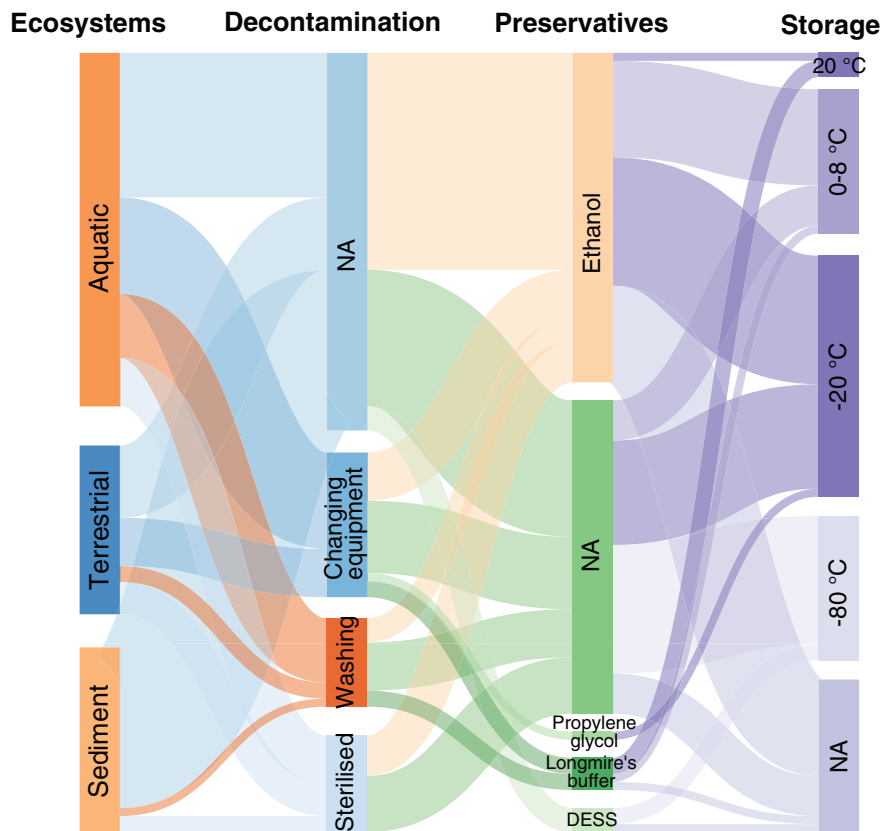 Ecosystems Decontamination Preservatives Storage
Aquatic
Terrestrial
Sediment
NA
Changing
equipment
Washing
Sterilised
Ethanol
NA
Propylene
glycol
Longmire's
buffer
DESS
20 °C
0-8 °C
-20 °C
-80 °C
NA